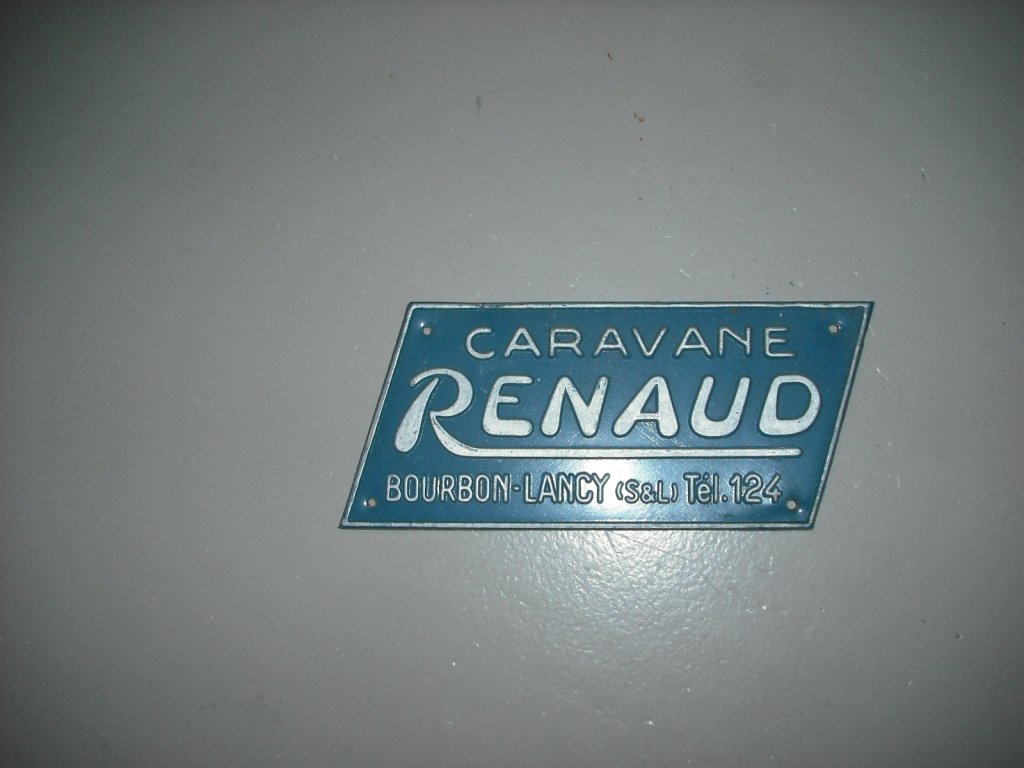 CARAVANE
RENAUD
BOURBON-LANCY (S&L) Tél. 124